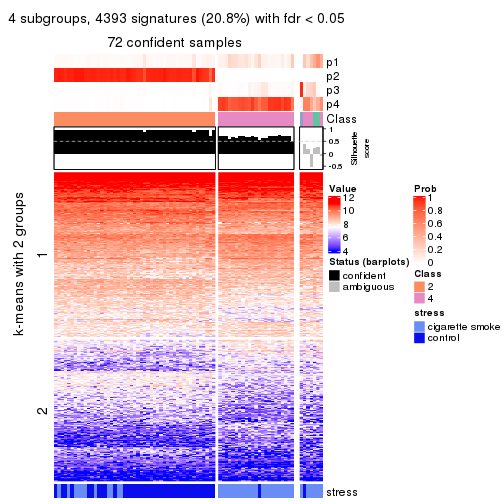 4 subgroups, 4393 signatures (20.8%) with fdr < 0.05
72 confident samples
p1
p2
p3
p4
Class
1
0.5
0
-0.5
Silhouette
score
k-means with 2 groups
1
2
Value
12
10
8
6
4
Status (barplots)
confident
ambiguous
Prob
1
0.8
0.6
0.4
0.2
0
Class
2
4
stress
cigarette smoke
control
stress